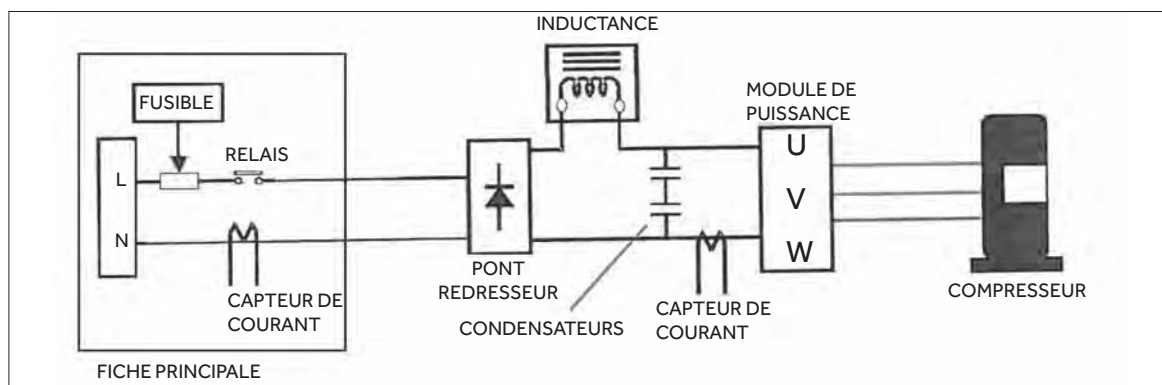 INDUCTANCE
FUSIBLE
MODULE DE
PUISSANCE
RELAIS
L
U
V
N
W
PONT
REDRESSEUR
COMPRESSEUR
CAPTEUR DE
COURANT
CONDENSATEURS
CAPTEUR DE
COURANT
FICHE PRINCIPALE